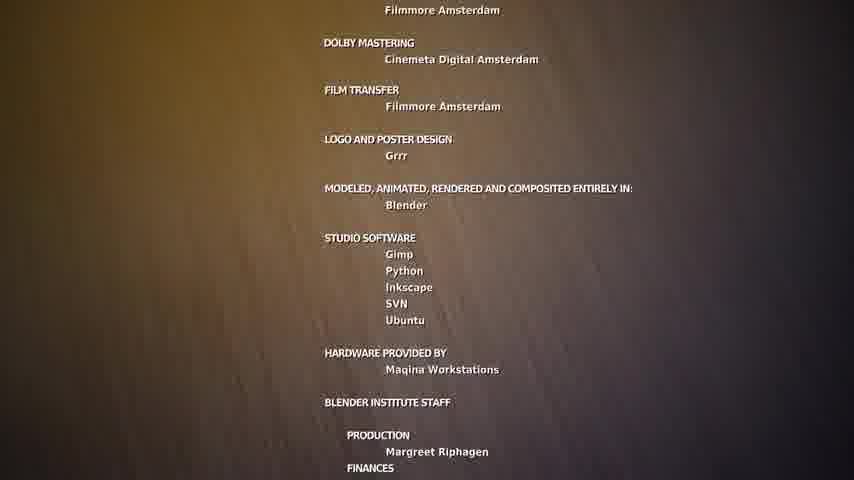 Filmmore Amsterdam
DOLBY MASTERING
Cinemeta Digital Amsterdam
FILM TRANSFER
Filmmore Amsterdam
LOGO AND POSTER DESIGN
Grrr
MODELED, ANIMATED, RENDERED AND COMPOSITED ENTIRELY IN:
Blender
STUDIO SOFTWARE
Gimp
Python
Inkscape
SVN
Ubuntu
HARDWARE PROVIDED BY
Maqina Workstations
BLENDER INSTITUTE STAFF
PRODUCTION
Margreet Riphagen
FINANCES